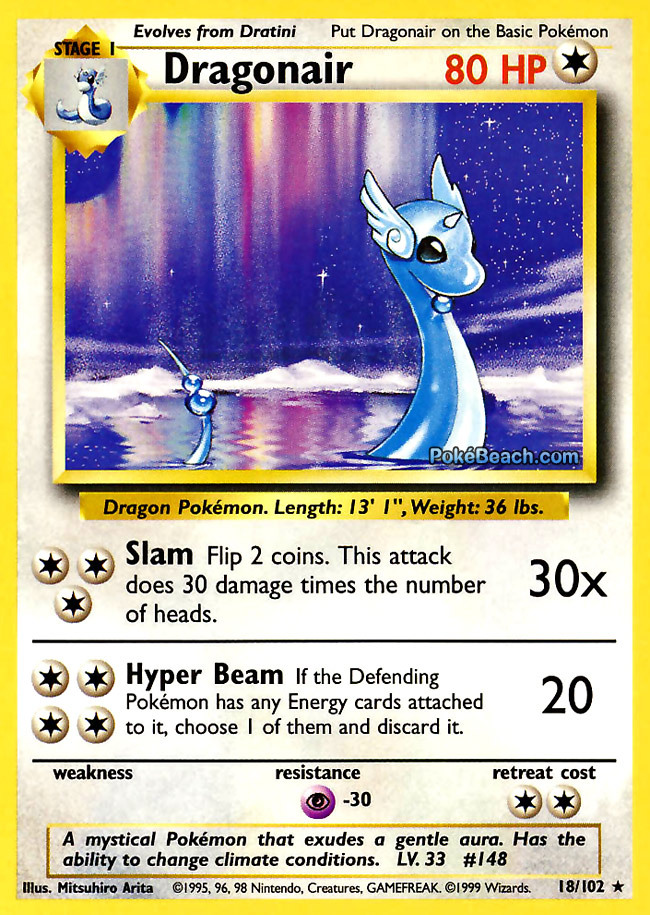 Evolves from Dratini Put Dragonair on the Basic Pokémon
STAGE 1
Dragonair 80 HP
PokéBeach.com
Dragon Pokémon. Length: 13' 1", Weight: 36 lbs.
Slam Flip 2 coins. This attack
does 30 damage times the number
of heads.
30x
Hyper Beam If the Defending
Pokémon has any Energy cards attached
to it, choose 1 of them and discard it.
20
weakness resistance retreat cost
-30
A mystical Pokémon that exudes a gentle aura. Has the
ability to change climate conditions. LV. 33 #148
Illus. Mitsuhiro Arita ©1995, 96, 98 Nintendo, Creatures, GAMEFREAK. ©1999 Wizards. 18/102 ★